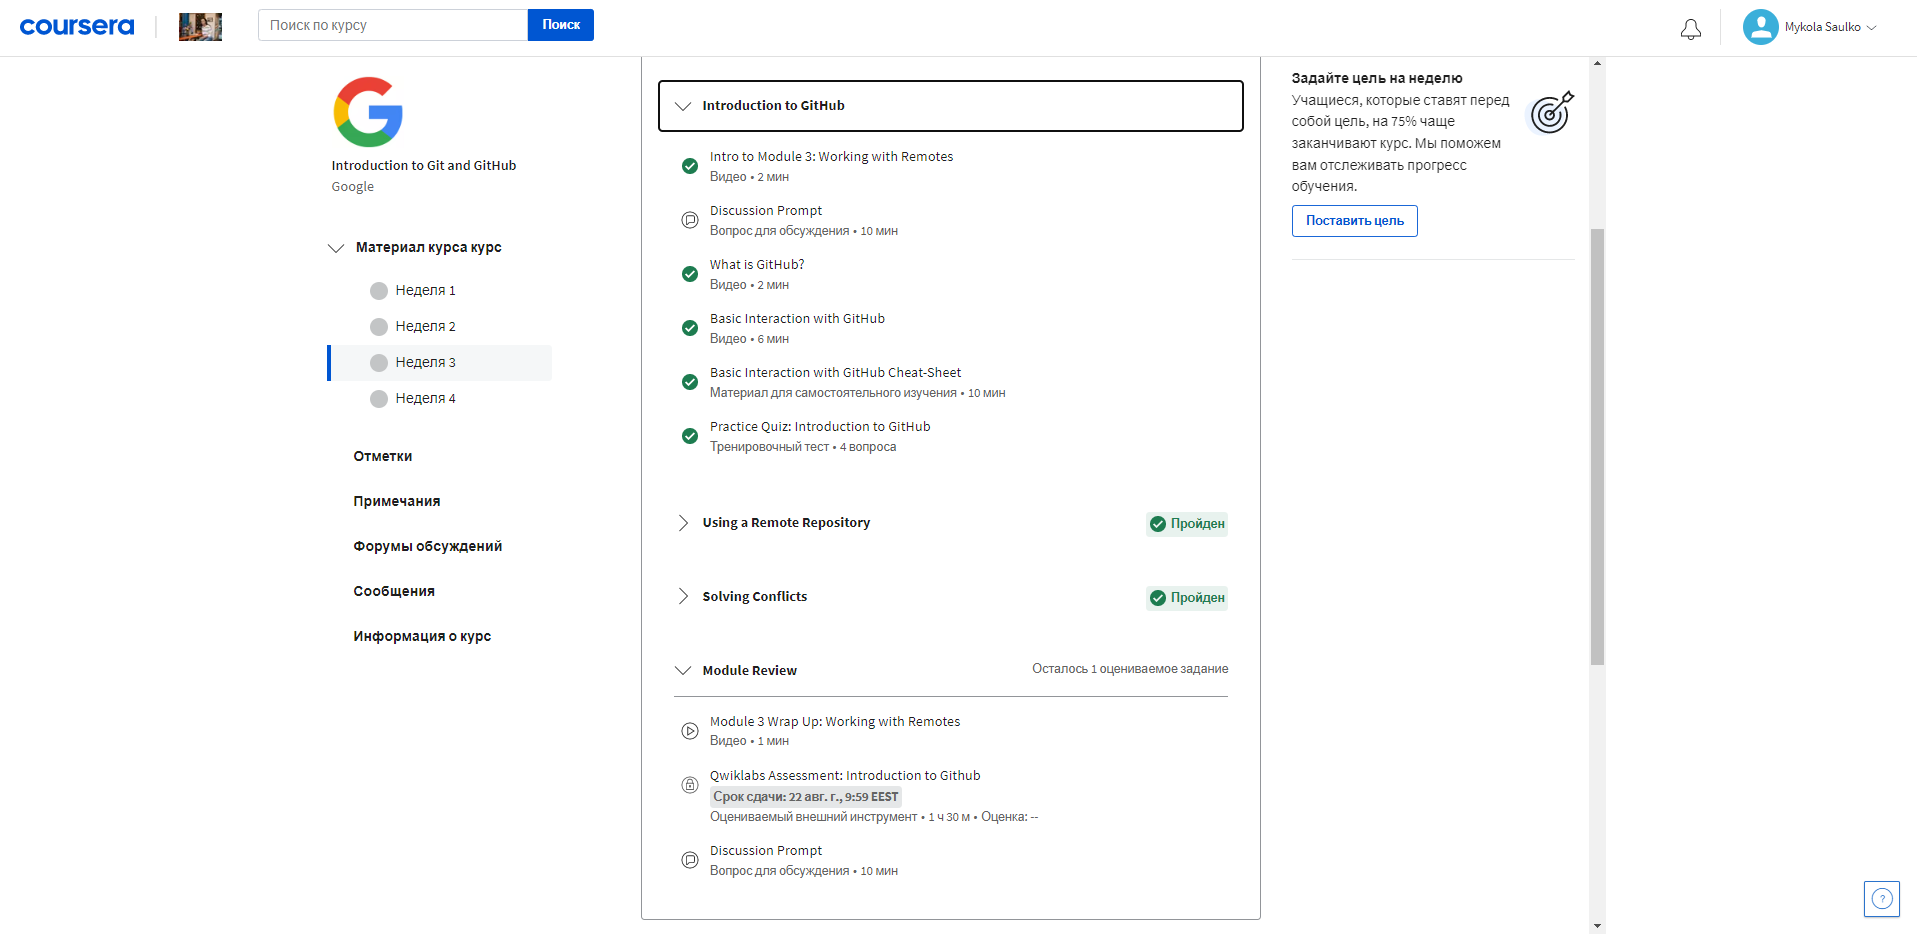 coursera
Поиск по курсу
Поиск
Mykola Saulko
Introduction to Git and GitHub
Google
Материал курса курс
Неделя 1
Неделя 2
Неделя 3
Неделя 4
Отметки
Примечания
Форумы обсуждений
Сообщения
Информация о курс
Introduction to GitHub
Intro to Module 3: Working with Remotes
Видео • 2 мин
Discussion Prompt
Вопрос для обсуждения • 10 мин
What is GitHub?
Видео • 2 мин
Basic Interaction with GitHub
Видео • 6 мин
Basic Interaction with GitHub Cheat-Sheet
Материал для самостоятельного изучения • 10 мин
Practice Quiz: Introduction to GitHub
Тренировочный тест • 4 вопроса
Using a Remote Repository
Пройден
Solving Conflicts
Пройден
Module Review
Осталось 1 оцениваемое задание
Module 3 Wrap Up: Working with Remotes
Видео • 1 мин
Qwiklabs Assessment: Introduction to Github
Срок сдачи: 22 авг. г., 9:59 EEST
Оцениваемый внешний инструмент • 1 ч 30 м • Оценка: --
Discussion Prompt
Вопрос для обсуждения • 10 мин
Задайте цель на неделю
Учащиеся, которые ставят перед
собой цель, на 75% чаще
заканчивают курс. Мы поможем
вам отслеживать прогресс
обучения.
Поставить цель
?